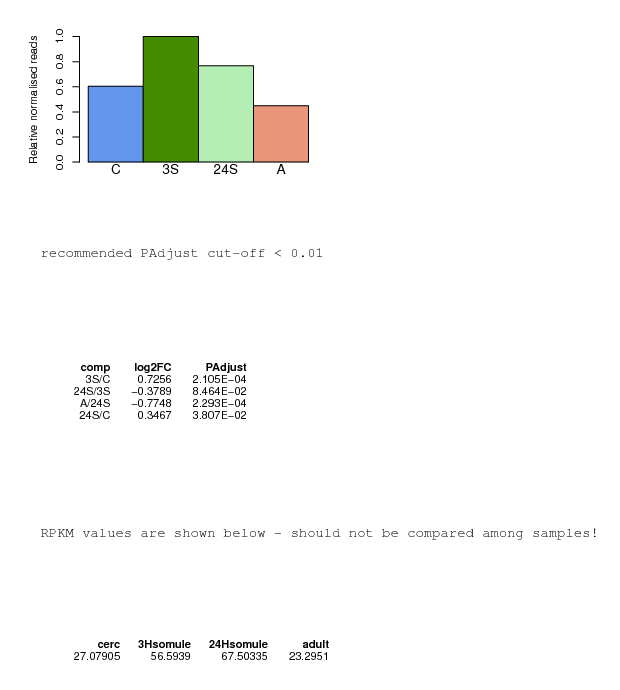 Relative normalised reads
1.0
0.8
0.6
0.4
0.2
0.0
C 3S 24S A
recommended PAdjust cut-off < 0.01
comp log2FC PAdjust
3S/C 0.7256 2.105E−04
24S/3S −0.3789 8.464E−02
A/24S −0.7748 2.293E−04
24S/C 0.3467 3.807E−02
RPKM values are shown below - should not be compared among samples!
cerc 3Hsomule 24Hsomule adult
27.07905 56.5939 67.50335 23.2951